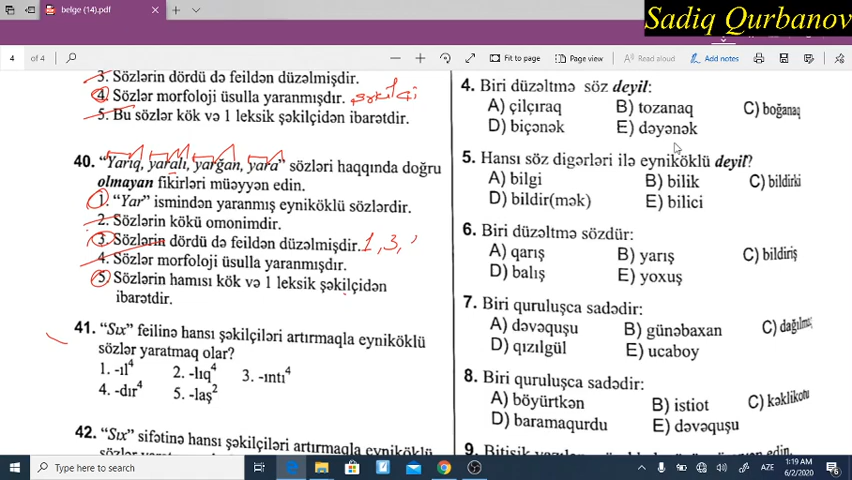 Sadiq Qurbanov
belge (14).pdf
4 of 4
Fit to page
Page view
Read aloud
Add notes
3. Sözlərin dördü də feildən düzəlmişdir.
4. Sözlər morfoloji üsulla yaranmışdır. şəkilçi
5. Bu sözlər kök və 1 leksik şəkilçidən ibarətdir.
40. "Yarıq, yaralı, yarğan, yara" sözləri haqqında doğru
olmayan fikirləri müəyyən edin.
1. "Yar" ismindən yaranmış eyniköklü sözlərdir.
2. Sözlərin kökü omonimdir.
3. Sözlərin dördü də feildən düzəlmişdir. 1,3,
4. Sözlər morfoloji üsulla yaranmışdır.
5. Sözlərin hamısı kök və 1 leksik şəkilçidən
ibarətdir.
41. "Sıx" feilinə hansı şəkilçiləri artırmaqla eyniköklü
sözlər yaratmaq olar?
1. -ıl⁴ 2. -lıq⁴ 3. -ıntı⁴
4. -dır⁴ 5. -laş²
42. "Sıx" sifətinə hansı şəkilçiləri artırmaqla
4. Biri düzəltmə söz deyil:
A) çilçıraq B) tozanaq C) boğanaq
D) biçənək E) dəyənək
5. Hansı söz digərləri ilə eyniköklü deyil?
A) bilgi B) bilik C) bildirki
D) bildir(mək) E) bilici
6. Biri düzəltmə sözdür:
A) qarış B) yarış C) bildiriş
D) balış E) yoxuş
7. Biri quruluşca sadədir:
A) dəvəquşu B) günəbaxan C) dağılmaq
D) qızılgül E) ucaboy
8. Biri quruluşca sadədir:
A) böyürtkən B) istiot C) kəklikotu
D) baramaqurdu E) dəvəquşu
Type here to search
AZE
1:19 AM
6/2/2020